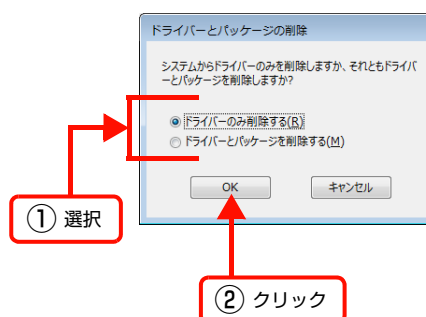 ドライバーとパッケージの削除
システムからドライバーのみを削除しますか、それともドライバ
ーとパッケージを削除しますか?
ドライバーのみ削除する(R)
ドライバーとパッケージを削除する(M)
OK キャンセル
① 選択
② クリック